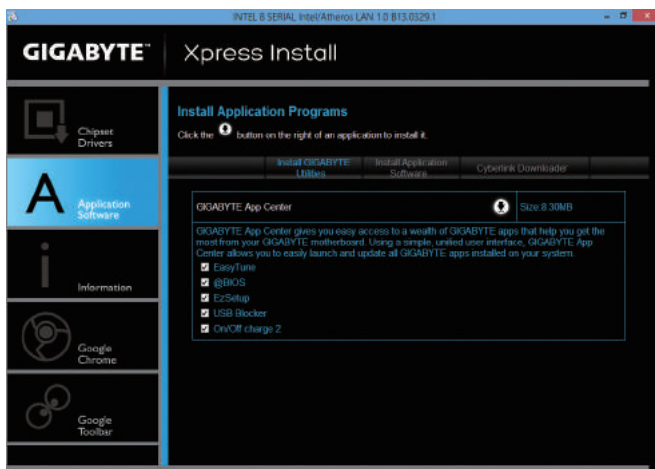 INTEL 8 SERIAL Intel/Atheros LAN 1.0 B13.0329.1
GIGABYTE™
Xpress Install
Chipset
Drivers
Application
Software
Information
Google
Chrome
Google
Toolbar
Install Application Programs
Click the button on the right of an application to install it.
Install GIGABYTE
Utilities
Install Application
Software
Cyberlink Downloader
GIGABYTE App Center
Size:8.30MB
GIGABYTE App Center gives you easy access to a wealth of GIGABYTE apps that help you get the
most from your GIGABYTE motherboard. Using a simple, unified user interface, GIGABYTE App
Center allows you to easily launch and update all GIGABYTE apps installed on your system.
EasyTune
@BIOS
EzSetup
USB Blocker
On/Off charge 2